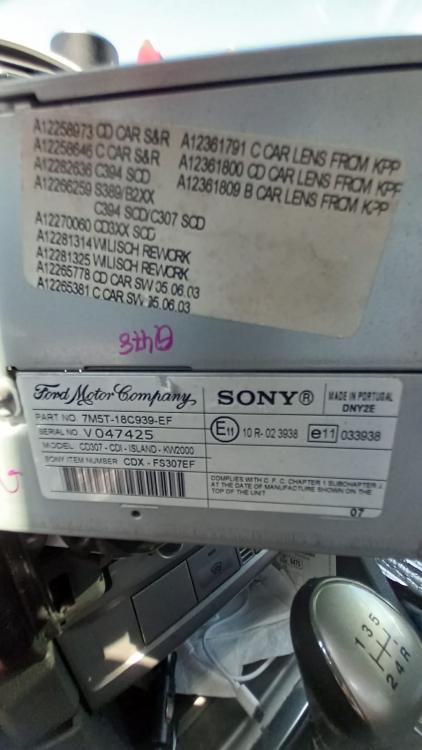 A12258973 CD CAR S&R
A12258646 C CAR S&R
A12282636 C394 SCD
A12266259 S389/B2XX
C394 SCD/C307 SCD
A12270060 CD3XX SCD
A12281314 WILISCH REWORK
A12281325 WILISCH REWORK
A12265778 CD CAR SW 05.06.03
A12265381 C CAR SW 05.06.03
A12361791 C CAR LENS FROM KPP
A12361800 CD CAR LENS FROM KPP
A12361809 B CAR LENS FROM KPP
Ford Motor Company
SONY®
MADE IN PORTUGAL
DNY2E
PART NO. 7M5T-18C939-EF
SERIAL NO. V047425
MODEL CD307-CDI-ISLAND-KW2000
SONY ITEM NUMBER CDX-FS307EF
E11 10 R-02 3938
e11 033938
COMPLIES WITH C.F.C, CHAPTER 1 SUBCHAPTER J
AT THE DATE OF MANUFACTURE SHOWN ON THE
TOP OF THE UNIT
07
1 3 5
2 4 R